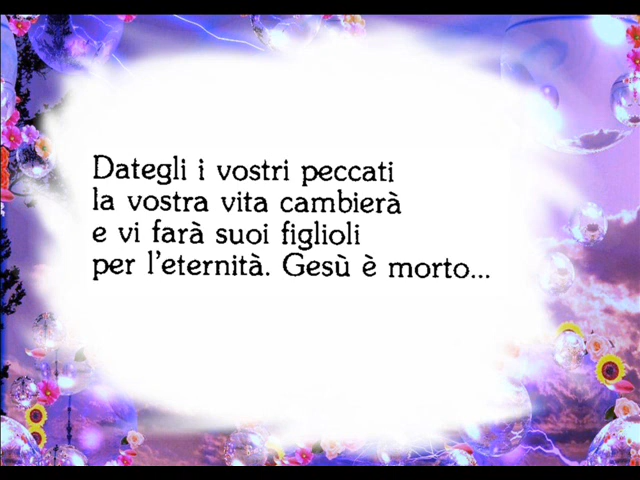 Dategli i vostri peccati
la vostra vita cambierà
e vi farà suoi figlioli
per l'eternità. Gesù è morto...